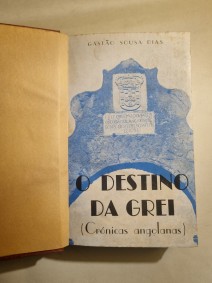 GASTÃO SOUSA DIAS
O DESTINO
DA GREI
(Crónicas angolanas)